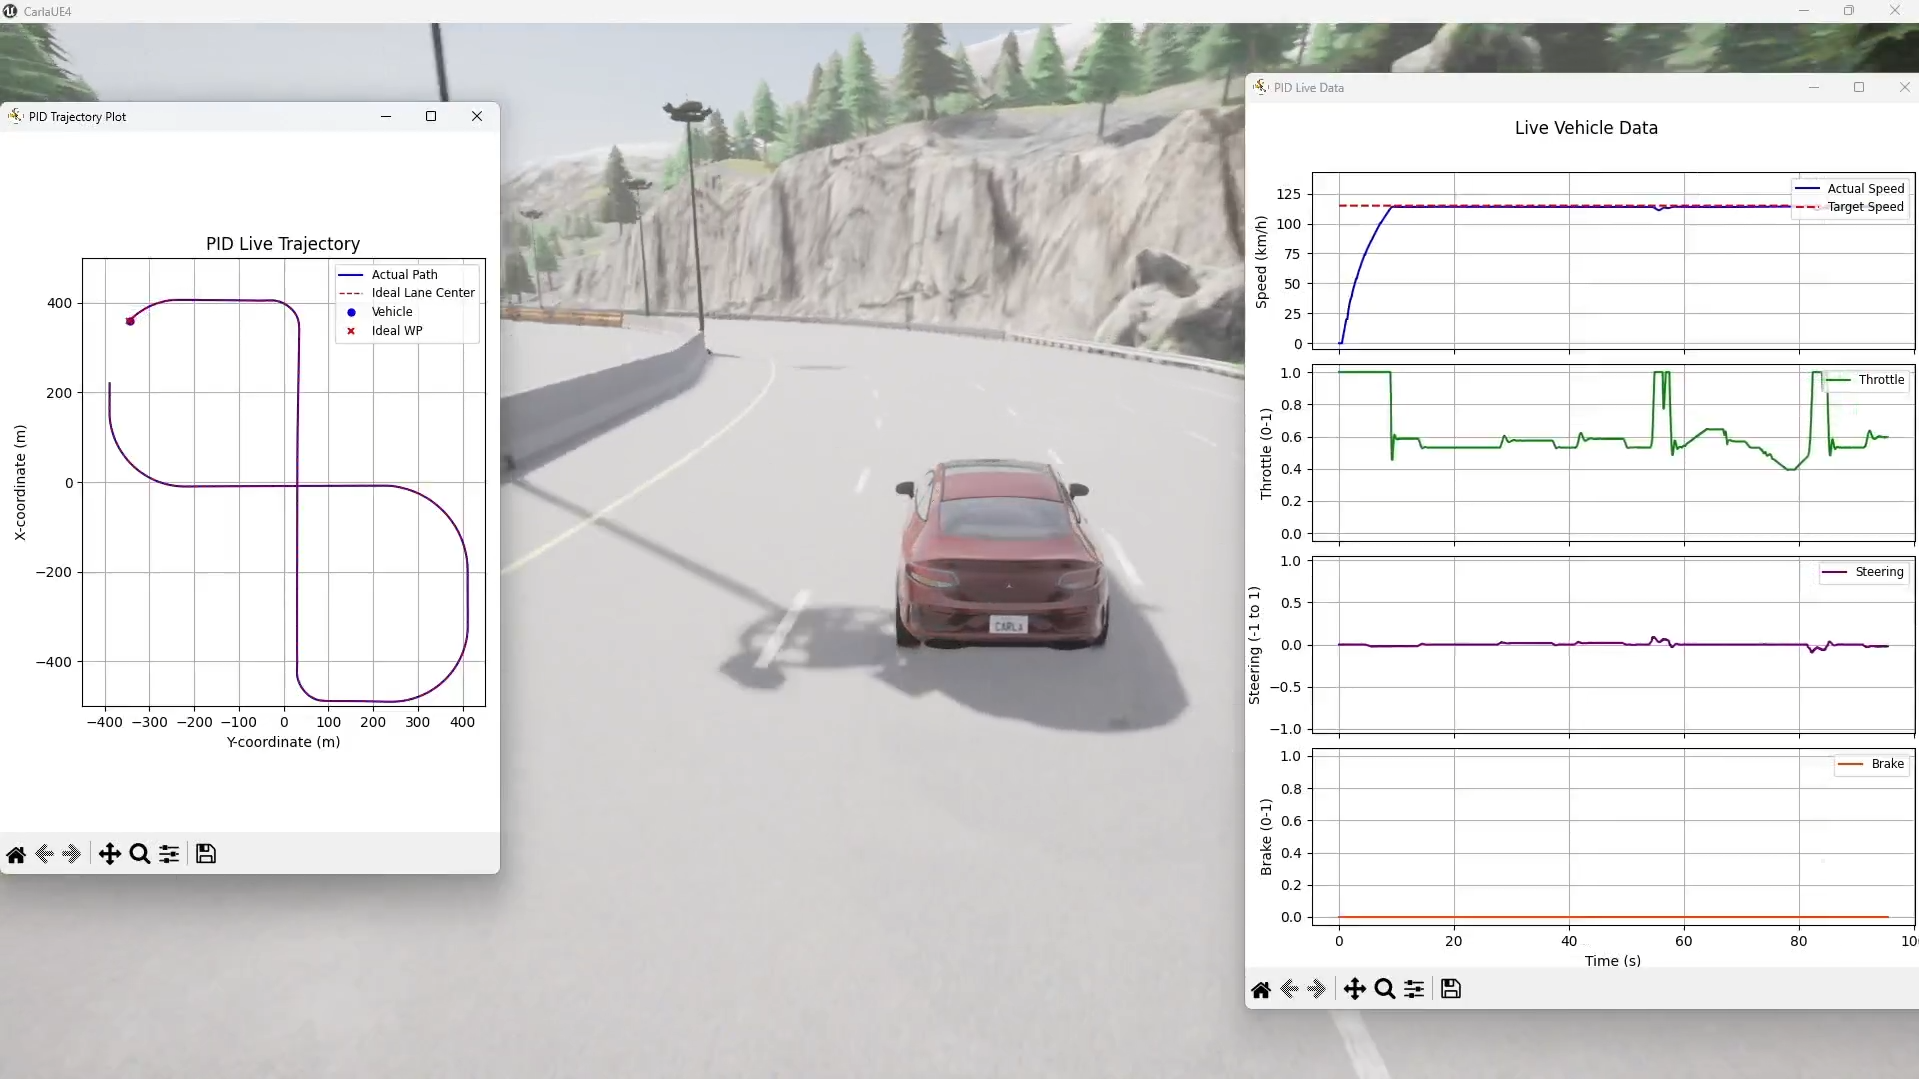 CarlaUE4
PID Trajectory Plot
PID Live Trajectory
Actual Path
Ideal Lane Center
Vehicle
Ideal WP
400
200
0
−200
−400
X-coordinate (m)
−400 −300 −200 −100 0 100 200 300 400
Y-coordinate (m)
CARLA
PID Live Data
Live Vehicle Data
Actual Speed
Target Speed
125
100
75
50
25
0
Speed (km/h)
Throttle
1.0
0.8
0.6
0.4
0.2
0.0
Throttle (0-1)
Steering
1.0
0.5
0.0
−0.5
−1.0
Steering (-1 to 1)
Brake
1.0
0.8
0.6
0.4
0.2
0.0
Brake (0-1)
0 20 40 60 80 10
Time (s)